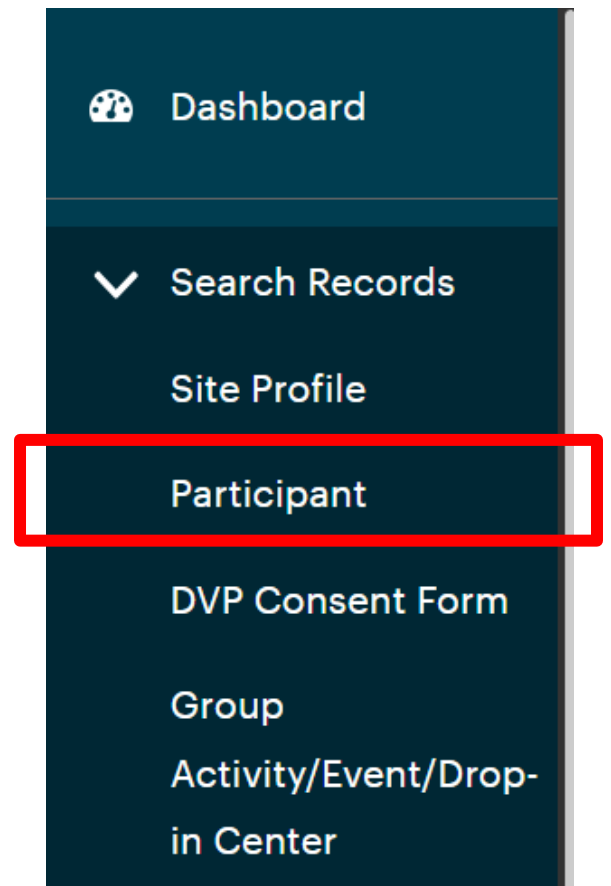 Dashboard
Search Records
Site Profile
Participant
DVP Consent Form
Group
Activity/Event/Drop-
in Center